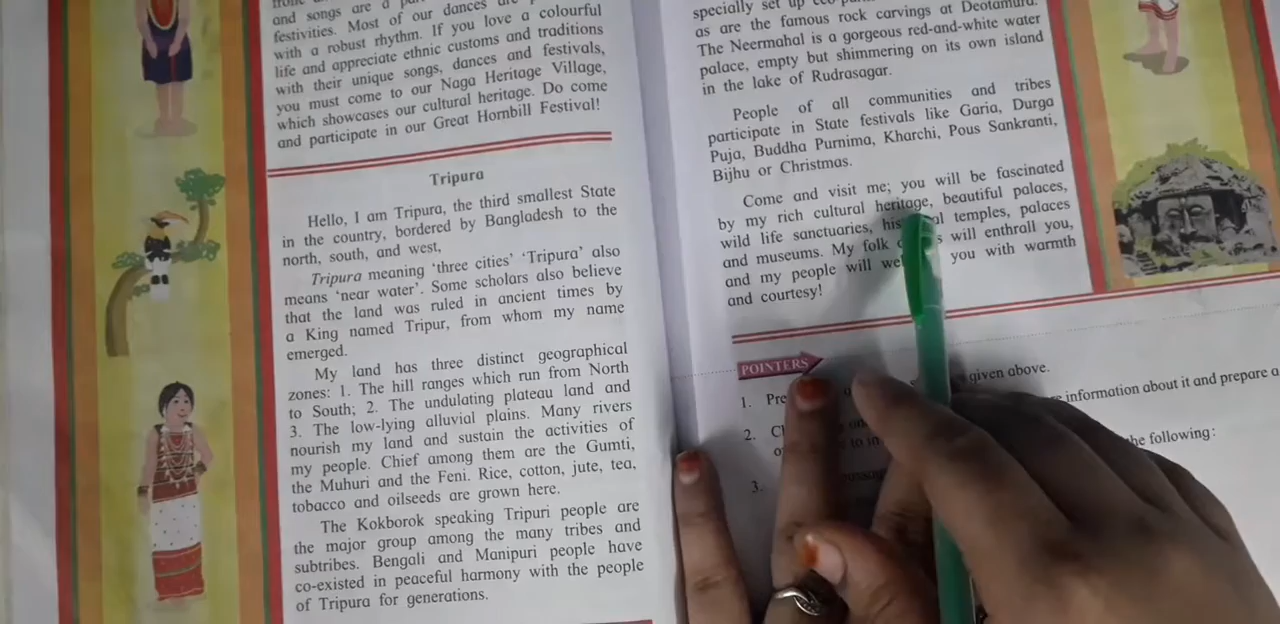 and songs are a
festivities. Most of our dances are
with a robust rhythm. If you love a colourful
life and appreciate ethnic customs and traditions
with their unique songs, dances and festivals,
you must come to our Naga Heritage Village,
which showcases our cultural heritage. Do come
and participate in our Great Hornbill Festival!
Tripura
Hello, I am Tripura, the third smallest State
in the country, bordered by Bangladesh to the
north, south, and west,
Tripura meaning ‘three cities’ ‘Tripura’ also
means ‘near water’. Some scholars also believe
that the land was ruled in ancient times by
a King named Tripur, from whom my name
emerged.
My land has three distinct geographical
zones: 1. The hill ranges which run from North
to South; 2. The undulating plateau land and
3. The low-lying alluvial plains. Many rivers
nourish my land and sustain the activities of
my people. Chief among them are the Gumti,
the Muhuri and the Feni. Rice, cotton, jute, tea,
tobacco and oilseeds are grown here.
The Kokborok speaking Tripuri people are
the major group among the many tribes and
subtribes. Bengali and Manipuri people have
co-existed in peaceful harmony with the people
of Tripura for generations.
specially set up
as are the famous rock carvings at Deotamura.
The Neermahal is a gorgeous red-and-white water
palace, empty but shimmering on its own island
in the lake of Rudrasagar.
People of all communities and tribes
participate in State festivals like Garia, Durga
Puja, Buddha Purnima, Kharchi, Pous Sankranti,
Bijhu or Christmas.
Come and visit me; you will be fascinated
by my rich cultural heritage, beautiful palaces,
wild life sanctuaries, temples, palaces
and museums. My folk will enthrall you,
and my people will you with warmth
and courtesy!
POINTERS
1. given above.
2. information about it and prepare a
the following:
3.